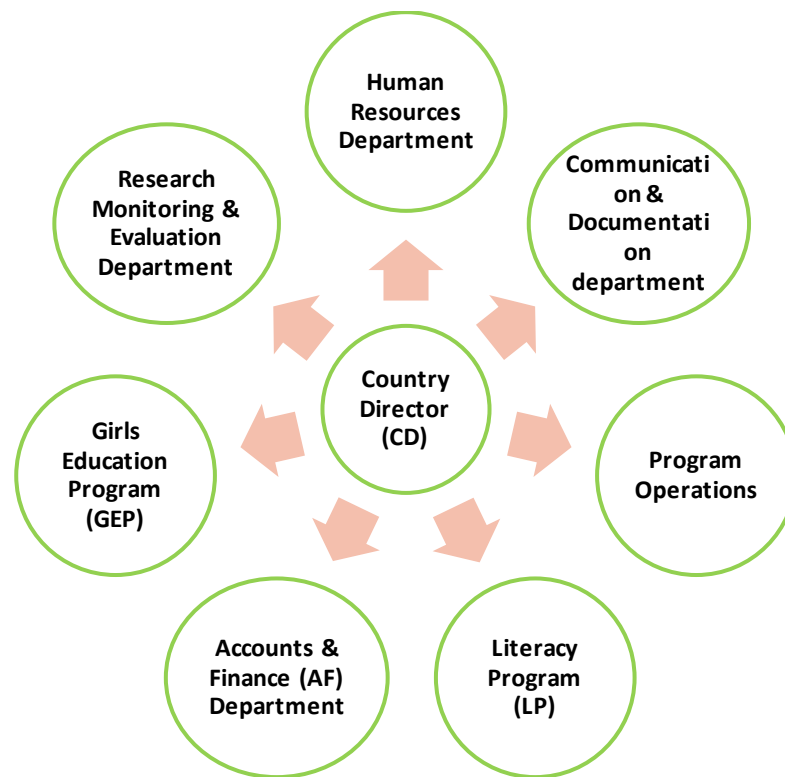 Human
Resources
Department
Communicati
on &
Documentati
on
department
Program
Operations
Literacy
Program
(LP)
Accounts &
Finance (AF)
Department
Girls
Education
Program
(GEP)
Research
Monitoring &
Evaluation
Department
Country
Director
(CD)